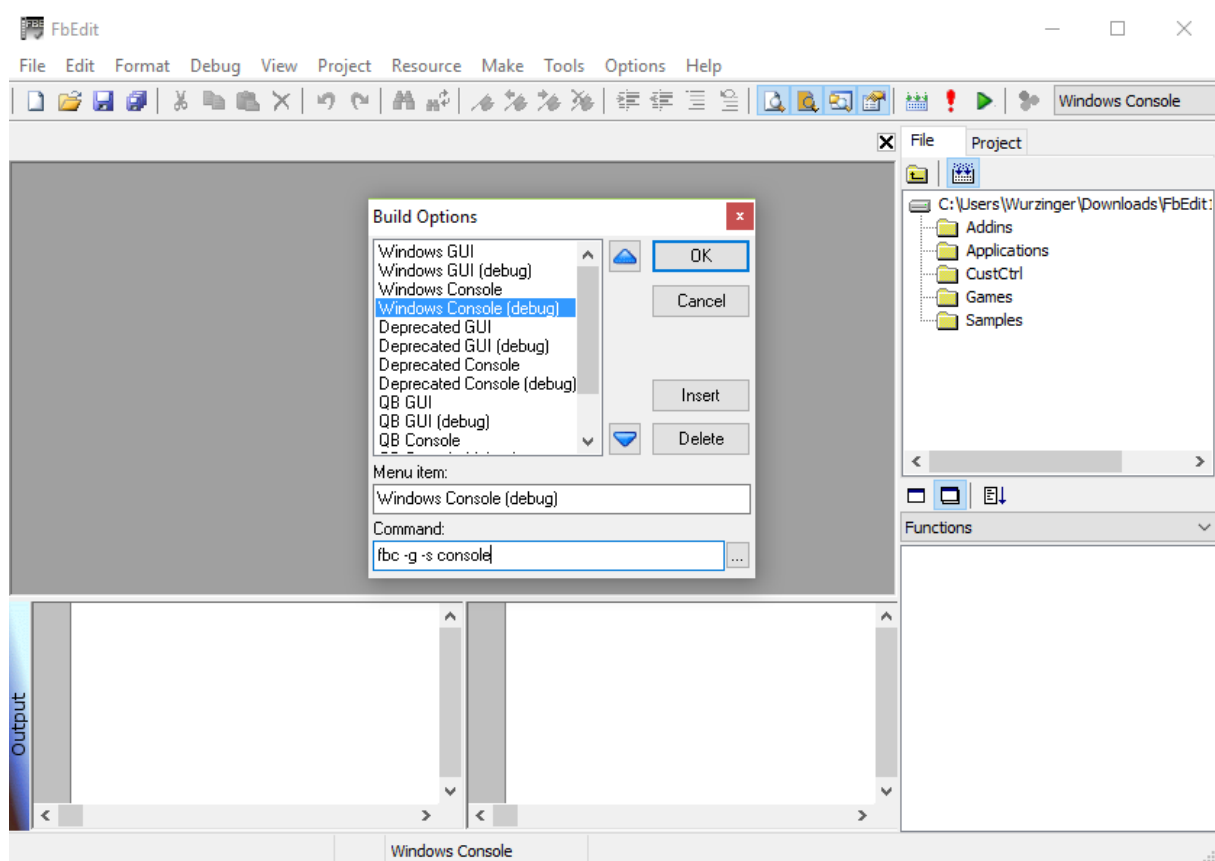 FbEdit
File Edit Format Debug View Project Resource Make Tools Options Help
Windows Console
File Project
C:\Users\Wurzinger\Downloads\FbEdit
Addins
Applications
CustCtrl
Games
Samples
Build Options
Windows GUI
Windows GUI (debug)
Windows Console
Windows Console (debug)
Deprecated GUI
Deprecated GUI (debug)
Deprecated Console
Deprecated Console (debug)
QB GUI
QB GUI (debug)
QB Console
OK
Cancel
Insert
Delete
Menu item:
Windows Console (debug)
Command:
fbc -g -s console
...
Functions
Output
Windows Console